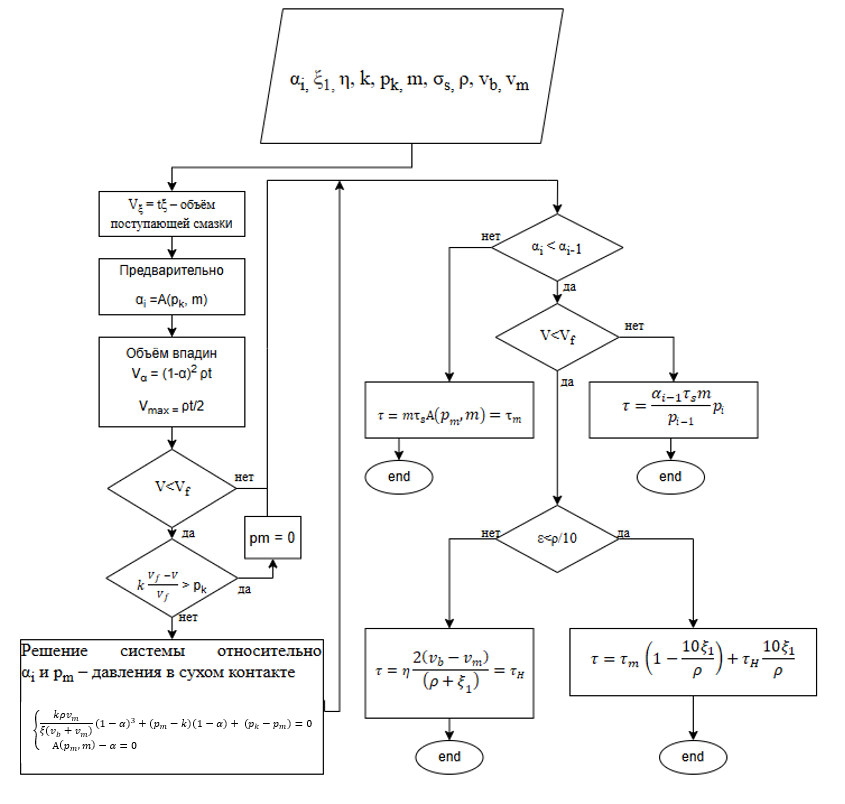 αi, ξ1, η, k, pk, m, σs, ρ, vb, vm
Vξ = tξ – объём
поступающей смазки
Предварительно
αi =A(pk, m)
Объём впадин
Vα = (1-α)² ρt
Vmax = ρt/2
V<Vf
нет
да
pm = 0
k (Vf −V)/Vf > pk
да
нет
Решение системы относительно
αi и pm – давления в сухом контакте
{ kρvm/(ξ(vb + vm)) (1 − α)³ + (pm − k)(1 − α) + (pk − pm) = 0
A(pm, m) − α = 0
αi < αi-1
нет
да
V<Vf
нет
да
τ = mτsA(pm, m) = τm
end
τ = (αi−1τsm)/(pi−1) pi
end
ε<ρ/10
нет
да
τ = η 2(vb − vm)/(ρ + ξ1) = τH
end
τ = τm (1 − 10ξ1/ρ) + τH 10ξ1/ρ
end